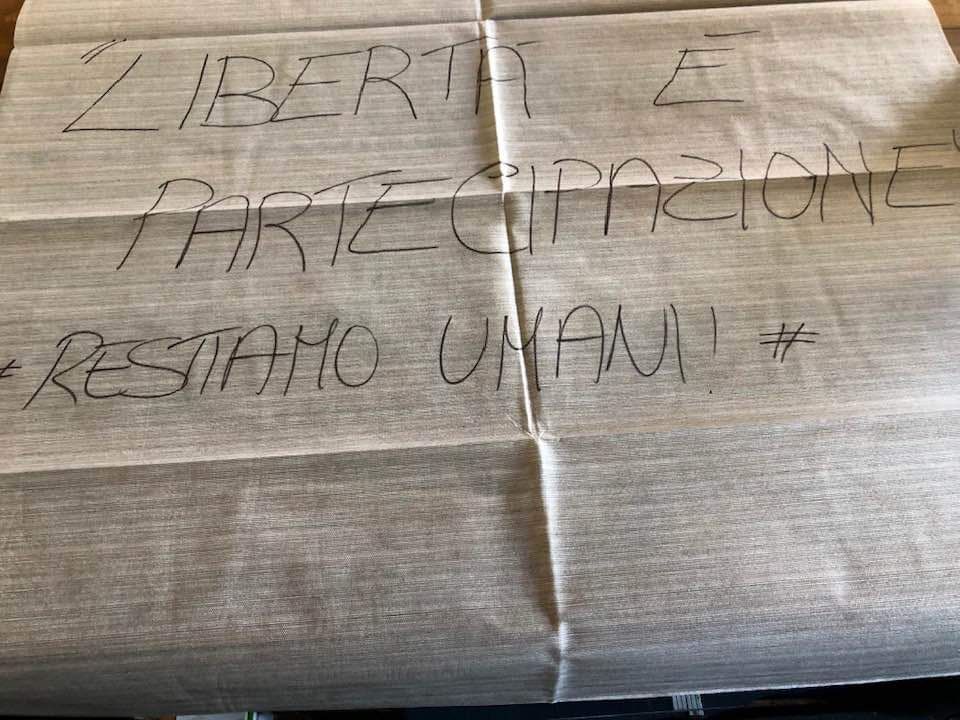 "LIBERTÀ È
PARTECIPAZIONE"
#RESTIAMO UMANI! #